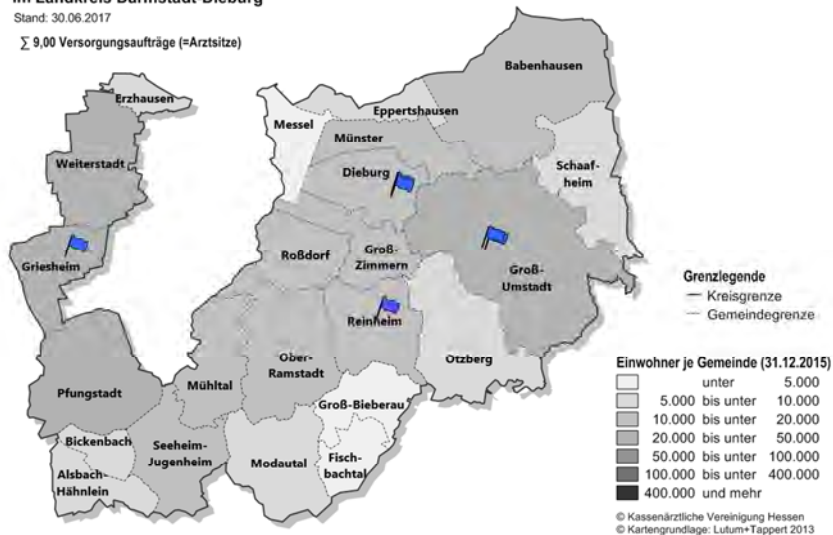 im Landkreis Darmstadt-Dieburg
Stand: 30.06.2017
∑ 9,00 Versorgungsaufträge (=Arztsitze)
Babenhausen
Erzhausen
Eppertshausen
Messel
Münster
Weiterstadt
Dieburg
Schaaf-
heim
Griesheim
Roßdorf
Groß-
Zimmern
Groß-
Umstadt
Reinheim
Otzberg
Ober-
Ramstadt
Pfungstadt
Mühltal
Groß-Bieberau
Bickenbach
Seeheim-
Jugenheim
Alsbach-
Hähnlein
Modautal
Fisch-
bachtal
Grenzlegende
Kreisgrenze
Gemeindegrenze
Einwohner je Gemeinde (31.12.2015)
unter 5.000
5.000 bis unter 10.000
10.000 bis unter 20.000
20.000 bis unter 50.000
50.000 bis unter 100.000
100.000 bis unter 400.000
400.000 und mehr
© Kassenärztliche Vereinigung Hessen
© Kartengrundlage: Lutum+Tappert 2013